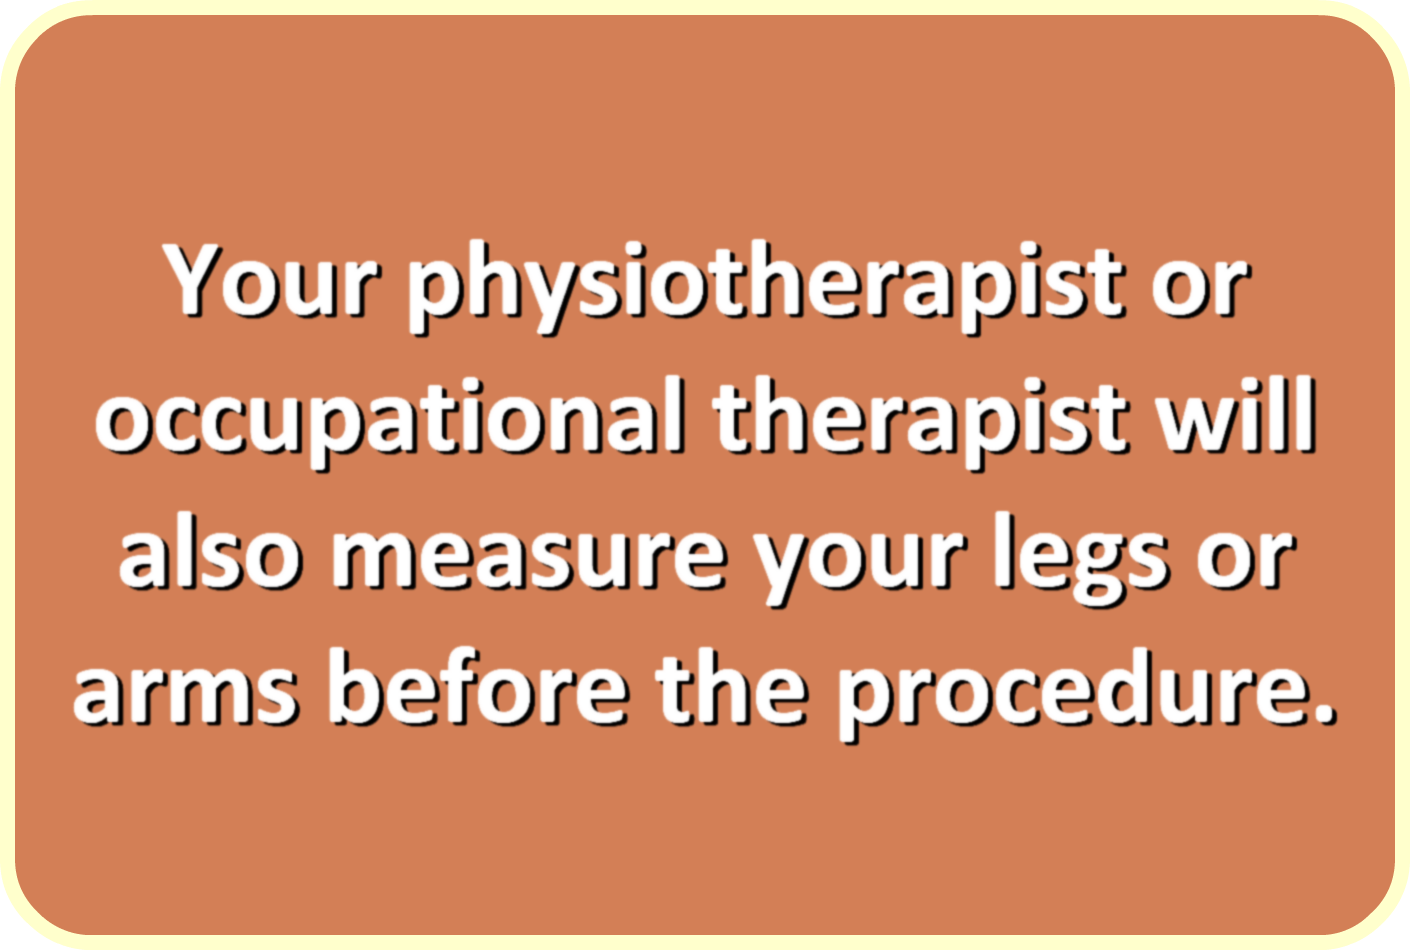 Your physiotherapist or
occupational therapist will
also measure your legs or
arms before the procedure.